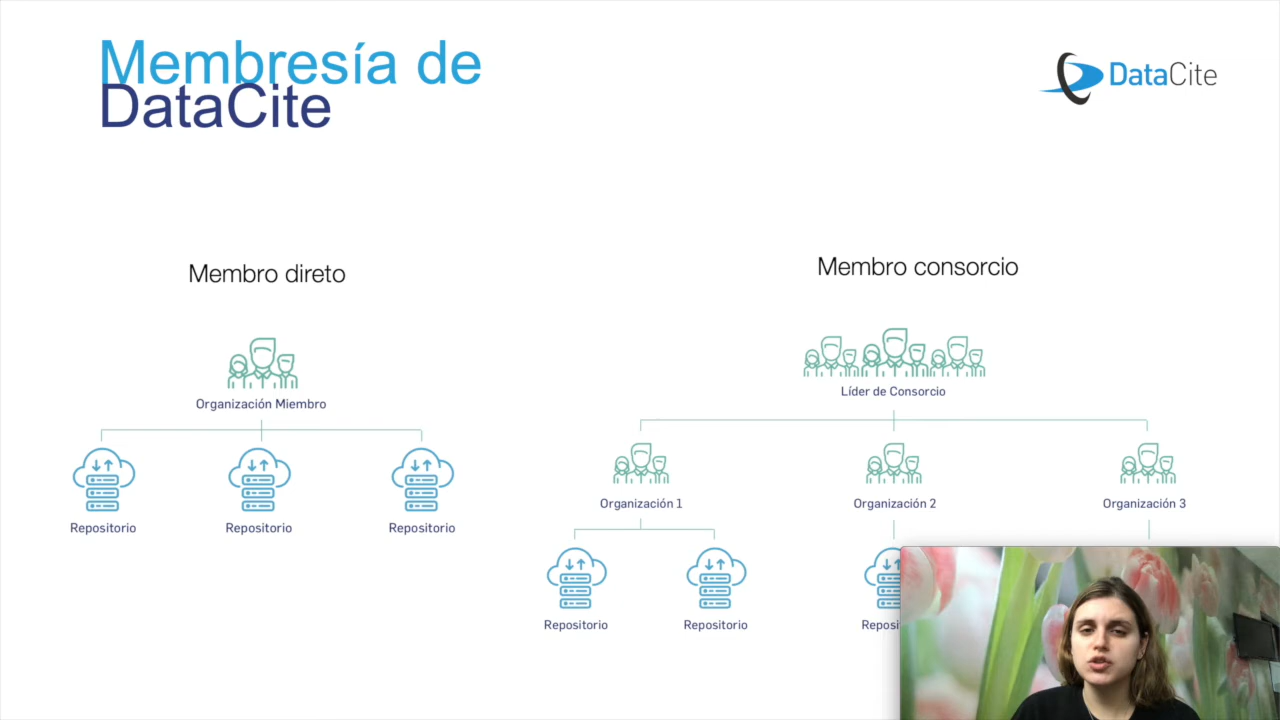 Membresía de
DataCite
DataCite
Membro direto
Membro consorcio
Organización Miembro
Líder de Consorcio
Repositorio
Repositorio
Repositorio
Organización 1
Organización 2
Organización 3
Repositorio
Repositorio